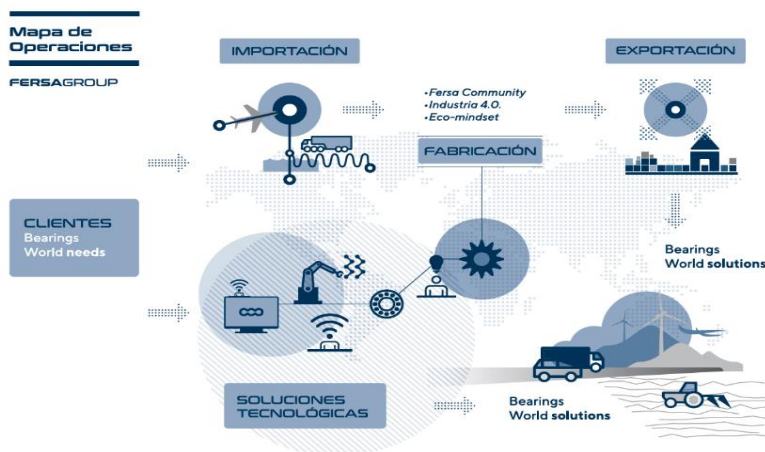 Mapa de
Operaciones
FERSAGROUP
IMPORTACIÓN
EXPORTACIÓN
•Fersa Community
•Industria 4.0.
•Eco-mindset
FABRICACIÓN
CLIENTES
Bearings
World needs
Bearings
World solutions
SOLUCIONES
TECNOLÓGICAS
Bearings
World solutions